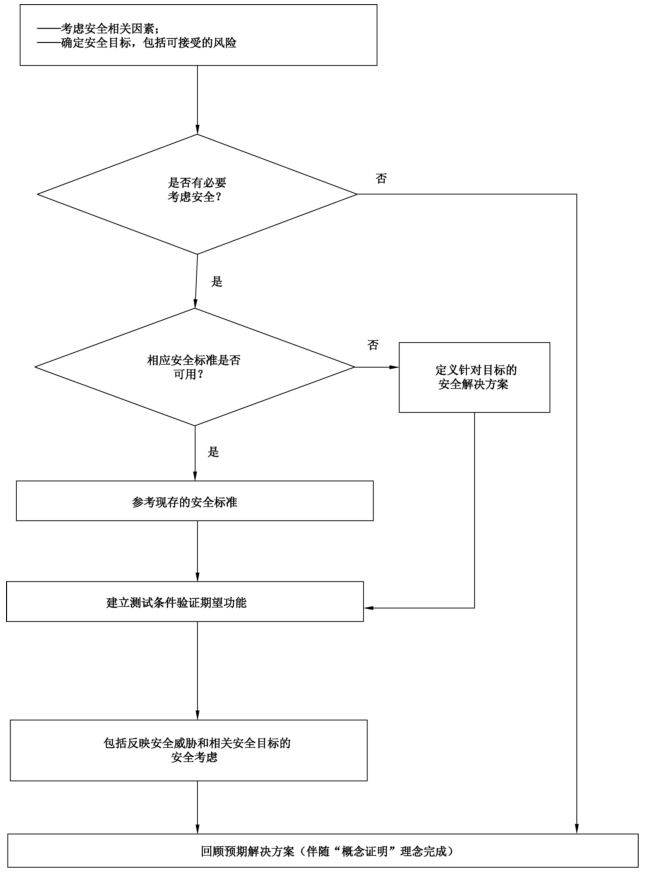 ——考虑安全相关因素；
——确定安全目标，包括可接受的风险
是否有必要
考虑安全？
否
是
相应安全标准是否
可用？
否
定义针对目标的
安全解决方案
是
参考现存的安全标准
建立测试条件验证期望功能
包括反映安全威胁和相关安全目标的
安全考虑
回顾预期解决方案（伴随“概念证明”理念完成）